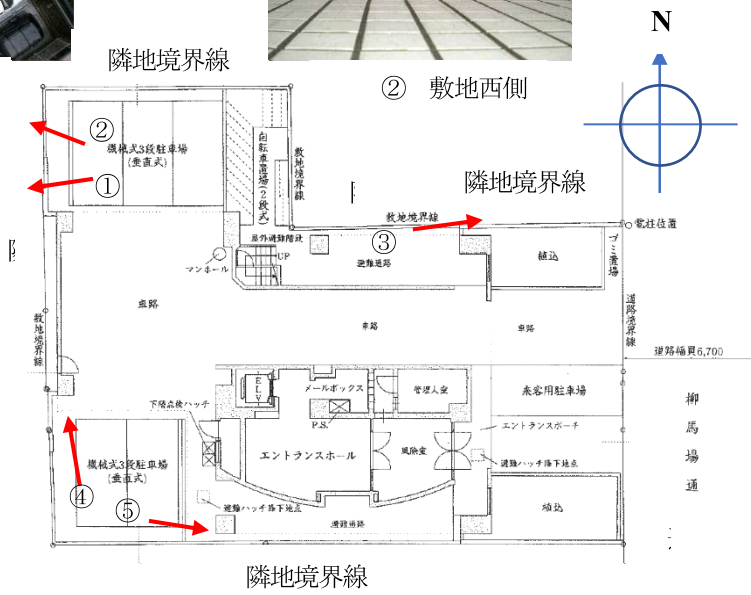 N
隣地境界線
② 敷地西側
②
機械式3段駐車場
(垂直式)
①
自転車置場(2段式)
敷地境界線
隣地境界線
敷地境界線
電柱位置
③
屋外避難階段
UP
避難通路
植込
ゴミ置場
マンホール
車路
車路
車路
道路境界線
敷地境界線
道路幅員6,700
ELV
メールボックス
管理人室
来客用駐車場
下階点検ハッチ
P.S.
エントランスポーチ
柳馬場通
エントランスホール
風除室
機械式3段駐車場
(垂直式)
避難ハッチ降下地点
④
⑤
避難ハッチ降下地点
避難通路
植込
隣地境界線